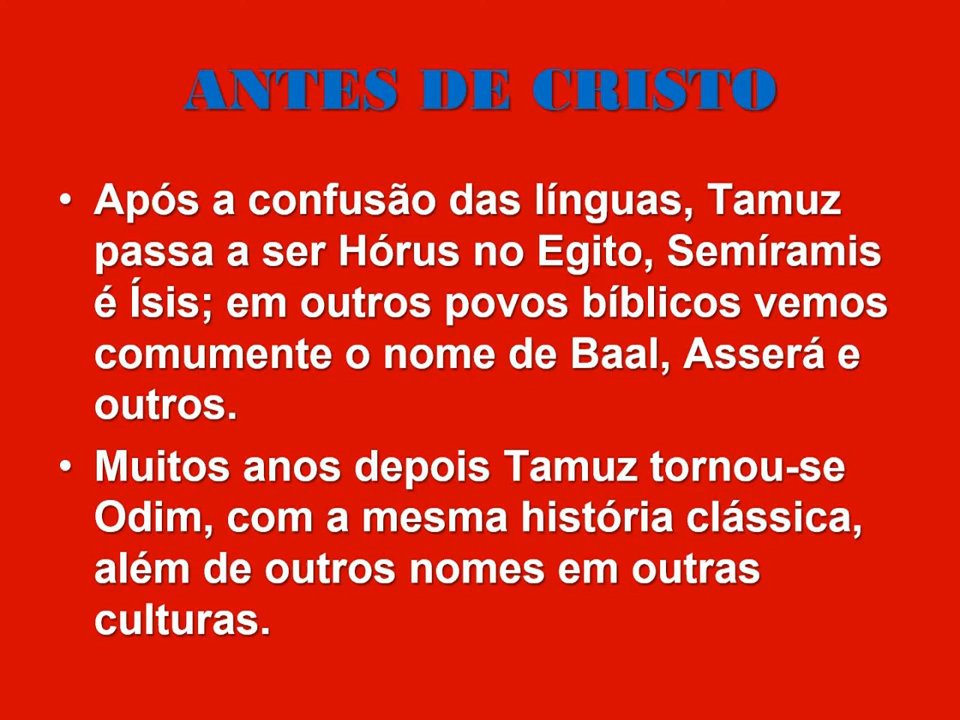 ANTES DE CRISTO
• Após a confusão das línguas, Tamuz
passa a ser Hórus no Egito, Semíramis
é Ísis; em outros povos bíblicos vemos
comumente o nome de Baal, Asserá e
outros.
• Muitos anos depois Tamuz tornou-se
Odim, com a mesma história clássica,
além de outros nomes em outras
culturas.